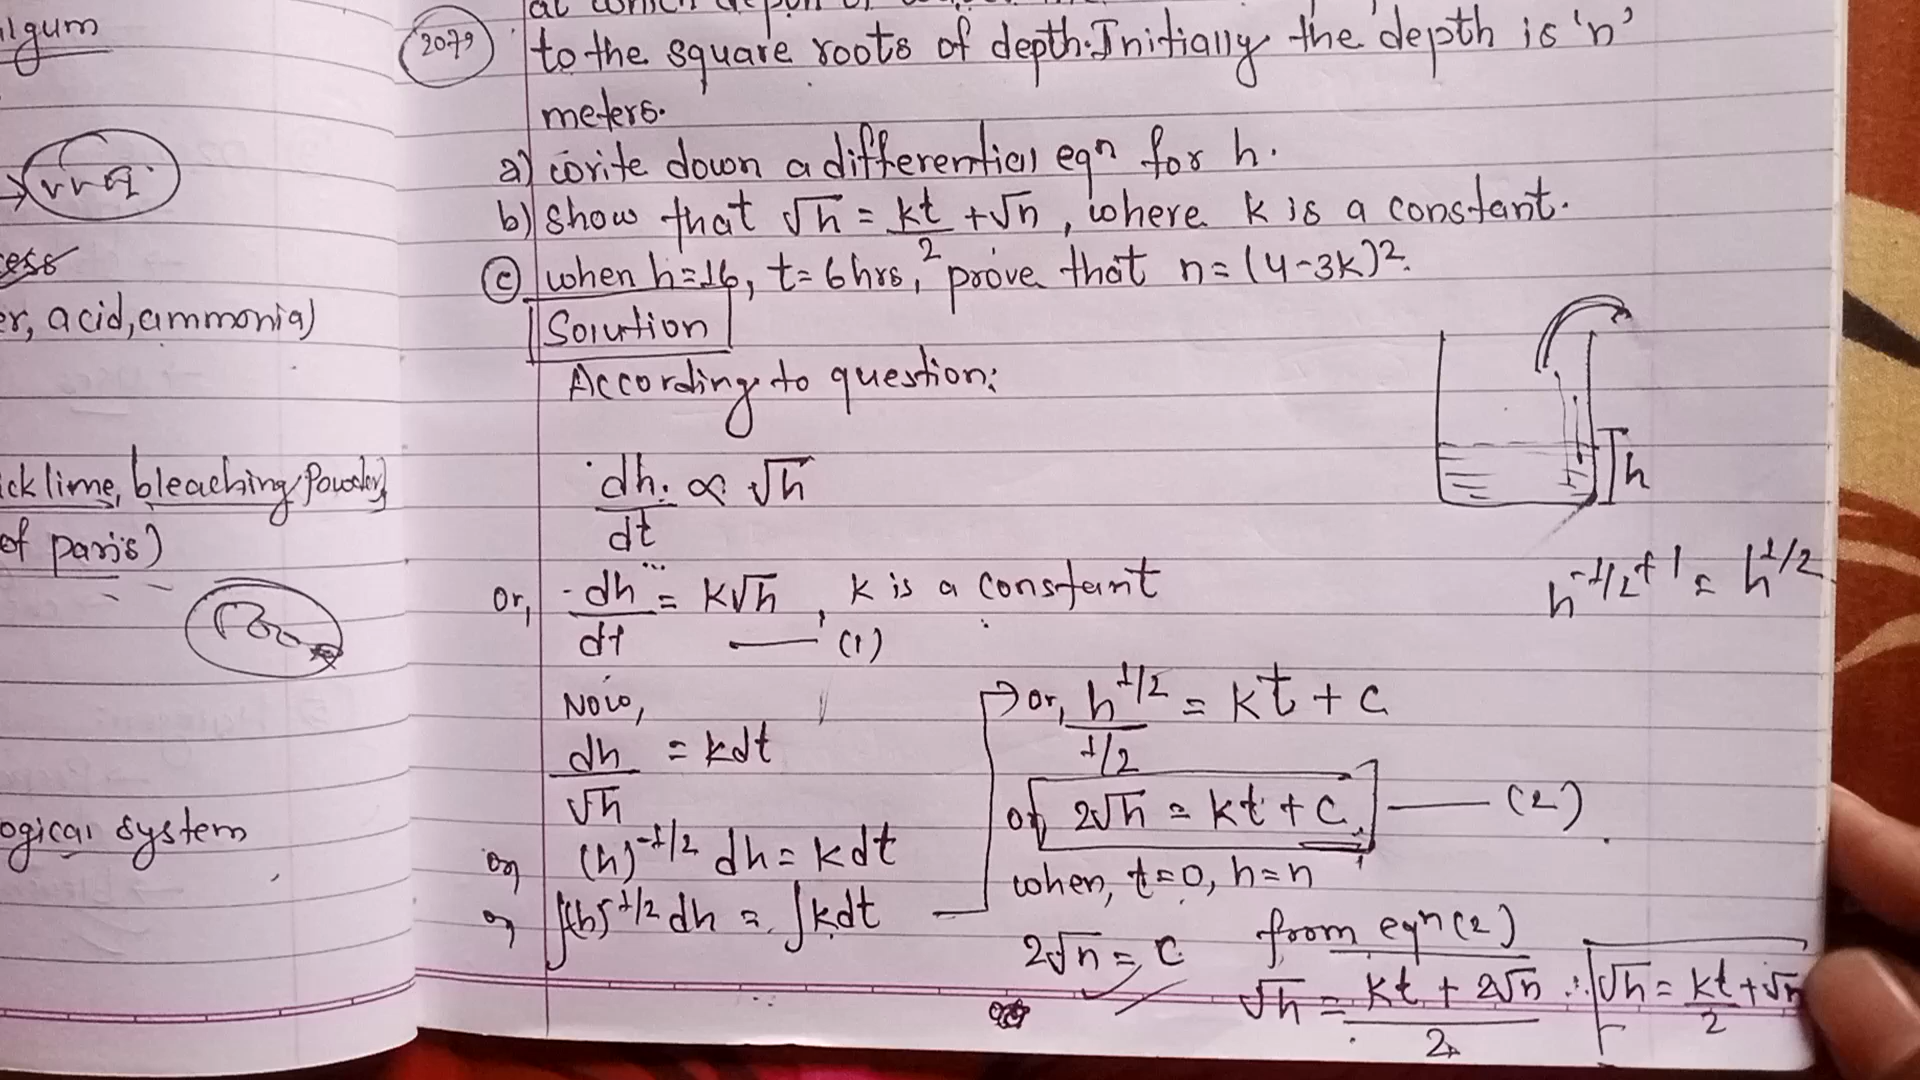 algum
ess
er, acid, ammonia)
ick lime, bleaching Powder)
of paris)
ogical system
2079
to the square roots of depth. Initially the depth is 'n'
meters.
a) write down a differential eqn for h.
b) show that √h = kt/2 + √n, where k is a constant.
c) when h=16, t=6hrs, prove that n=(4-3k)².
Solution
According to question:
dh/dt ∝ √h
h
or, dh/dt = k√h, k is a constant
(1)
h^-1/2+1 = h^1/2
Now,
dh/√h = kdt
or (h)^-1/2 dh = kdt
or ∫(h)^-1/2 dh = ∫kdt
→ or, h^1/2 / 1/2 = kt + c
or 2√h = kt + c (2)
when, t=0, h=n
2√n = c
from eqn (2)
√h = kt + 2√n / 2
∴ √h = kt/2 + √n